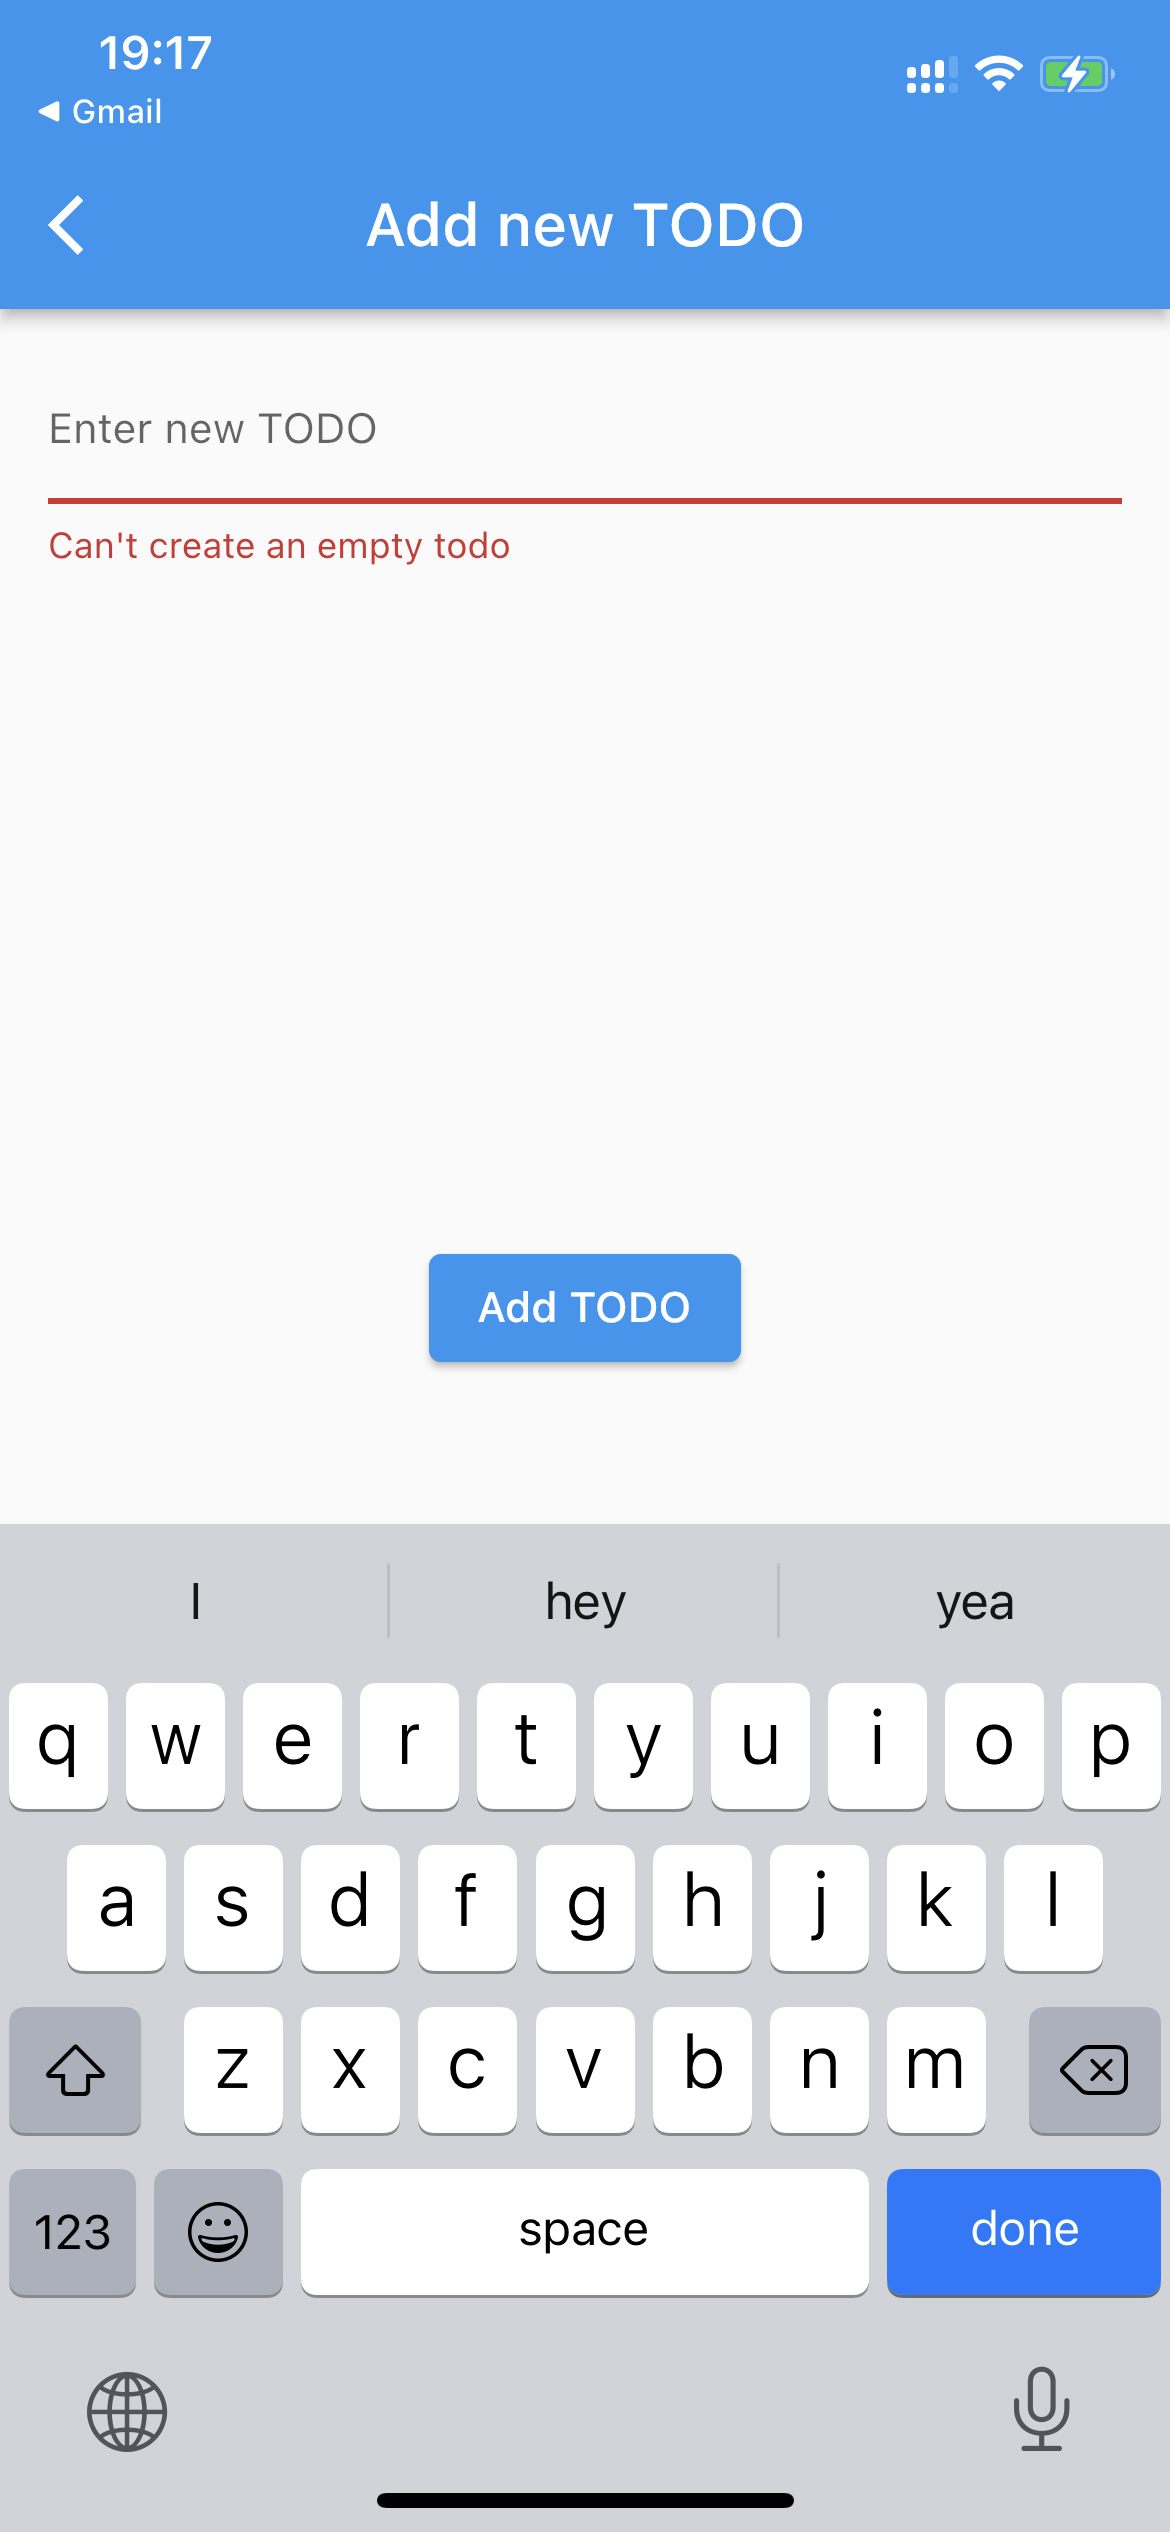 19:17
Gmail
Add new TODO
Enter new TODO
Can't create an empty todo
Add TODO
I hey yea
q w e r t y u i o p
a s d f g h j k l
z x c v b n m
123 space done